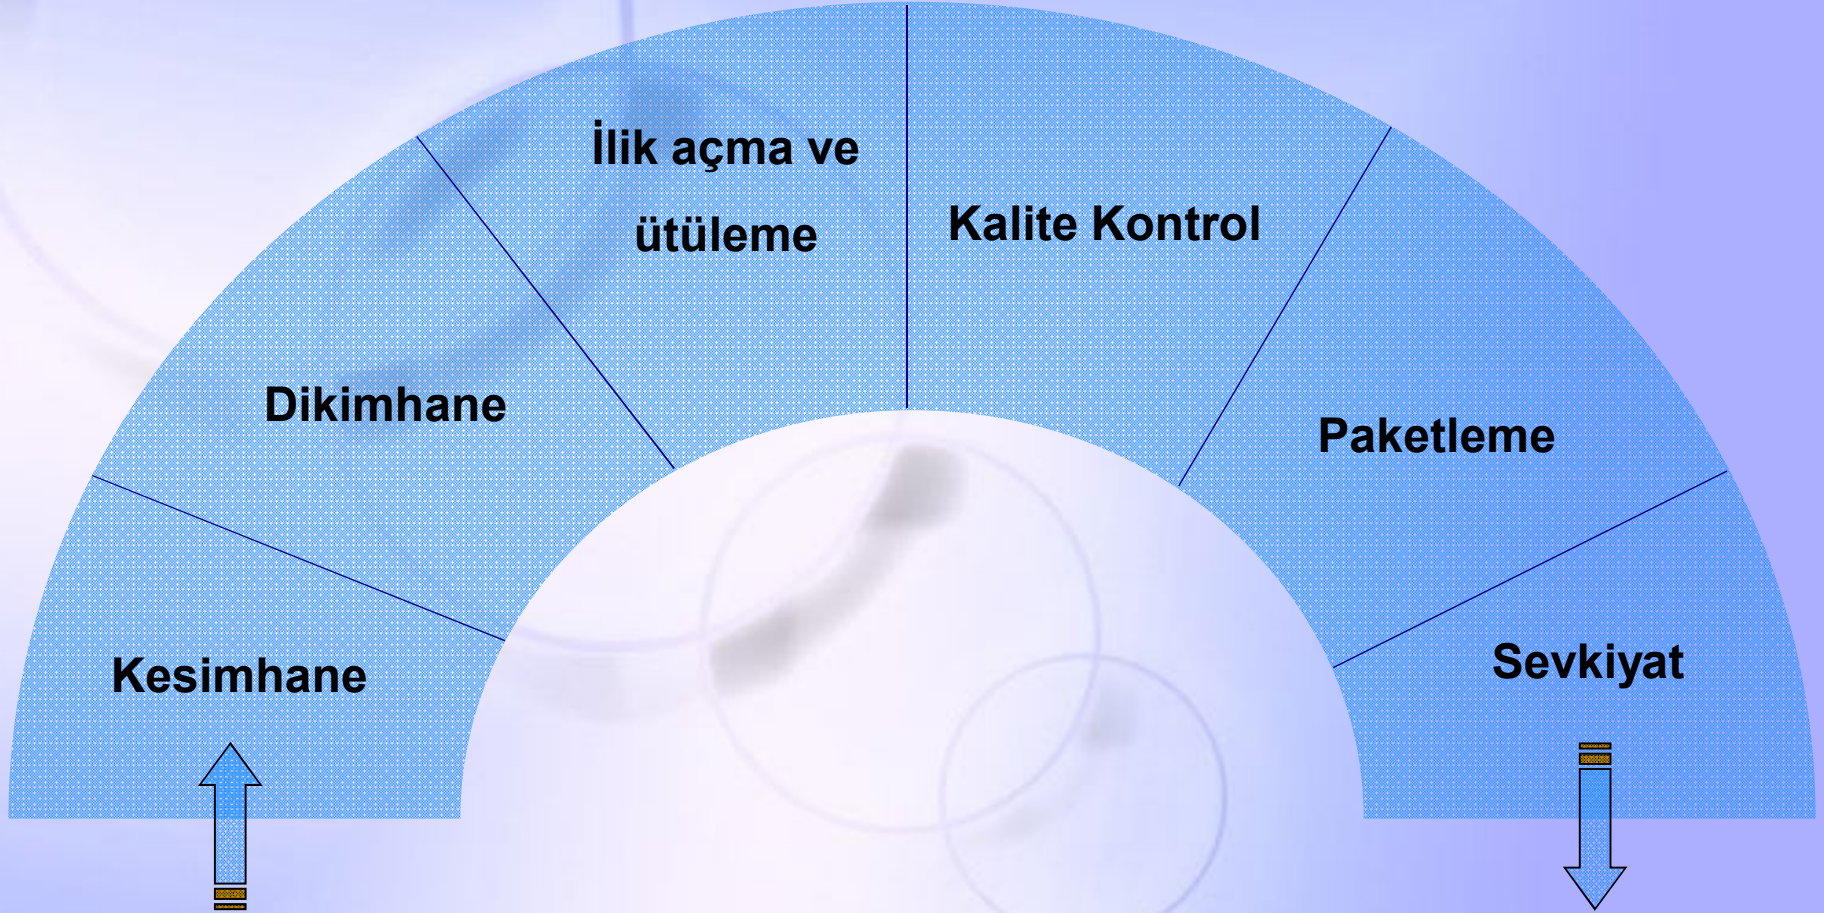 Kesimhane
Dikimhane
İlik açma ve
ütüleme
Kalite Kontrol
Paketleme
Sevkiyat